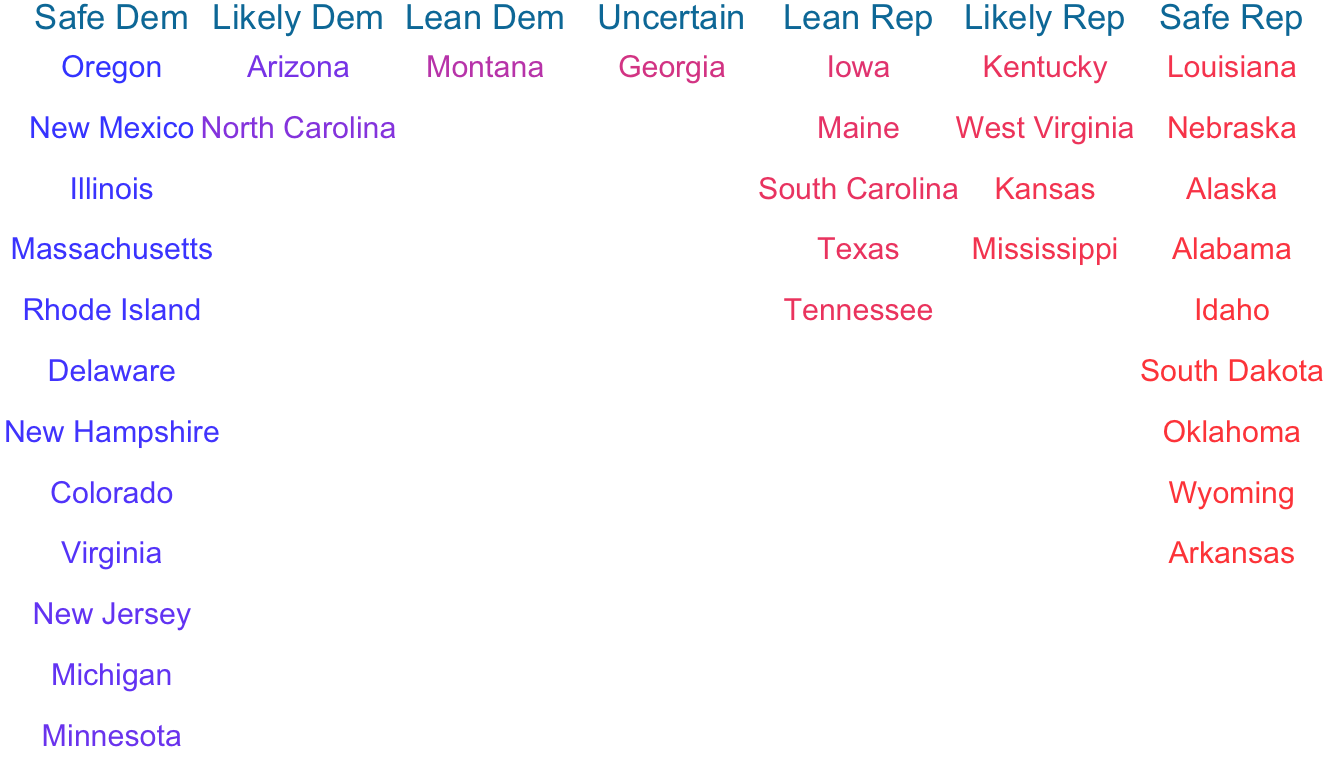 Safe Dem Likely Dem Lean Dem Uncertain Lean Rep Likely Rep Safe Rep
Oregon Arizona Montana Georgia Iowa Kentucky Louisiana
New Mexico North Carolina Maine West Virginia Nebraska
Illinois South Carolina Kansas Alaska
Massachusetts Texas Mississippi Alabama
Rhode Island Tennessee Idaho
Delaware South Dakota
New Hampshire Oklahoma
Colorado Wyoming
Virginia Arkansas
New Jersey
Michigan
Minnesota